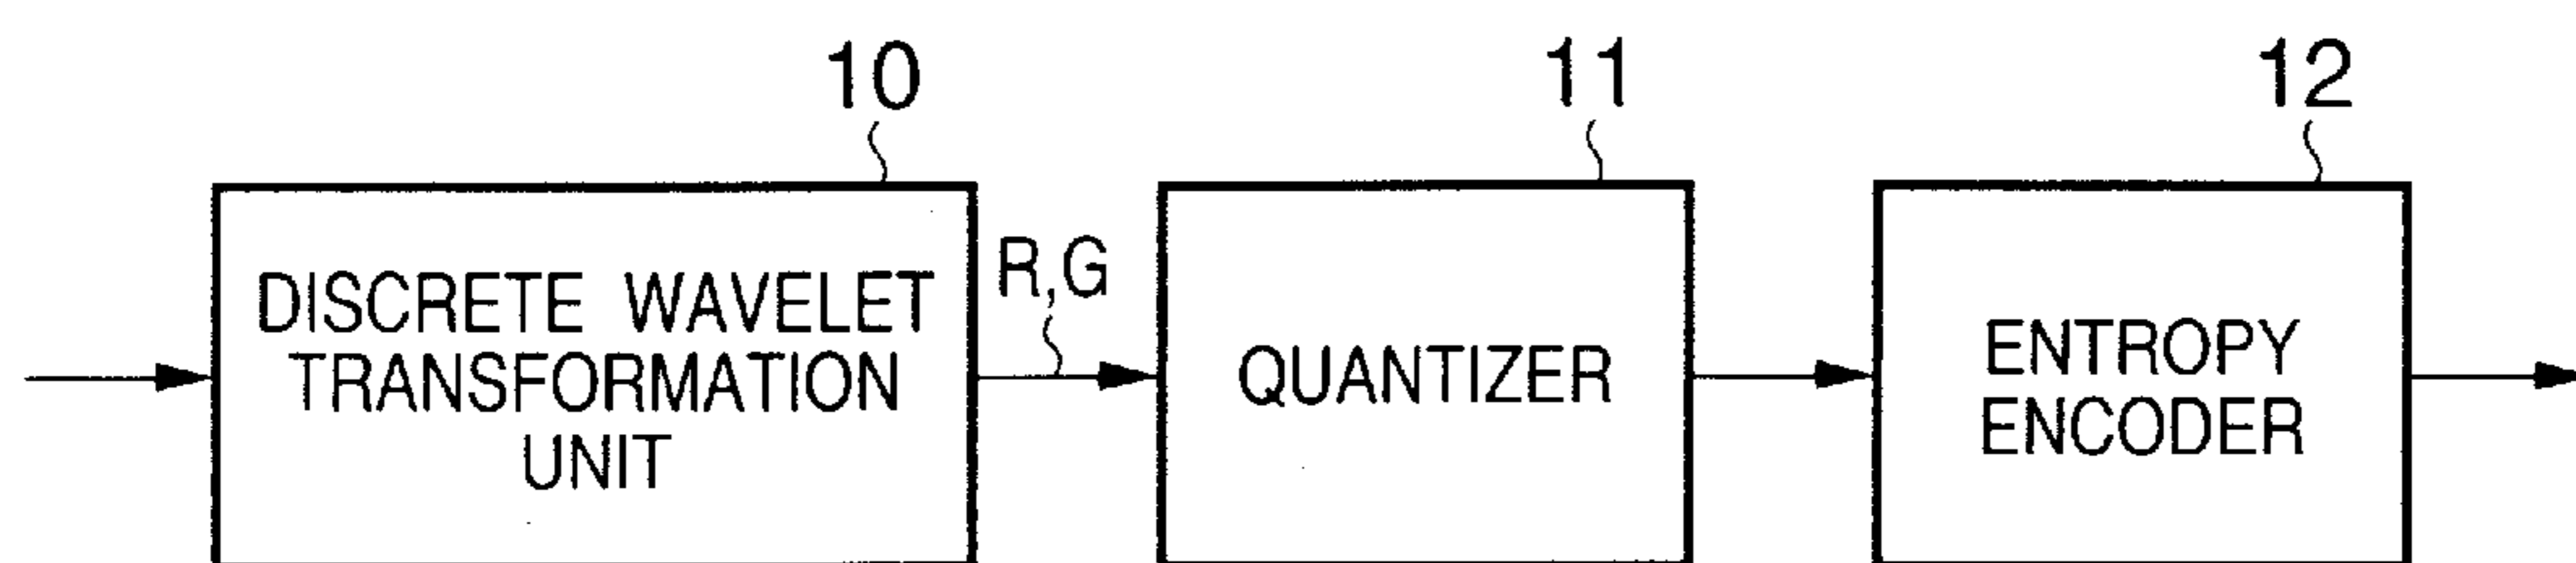 10
11
12
DISCRETE WAVELET
TRANSFORMATION
UNIT
R,G
QUANTIZER
ENTROPY
ENCODER